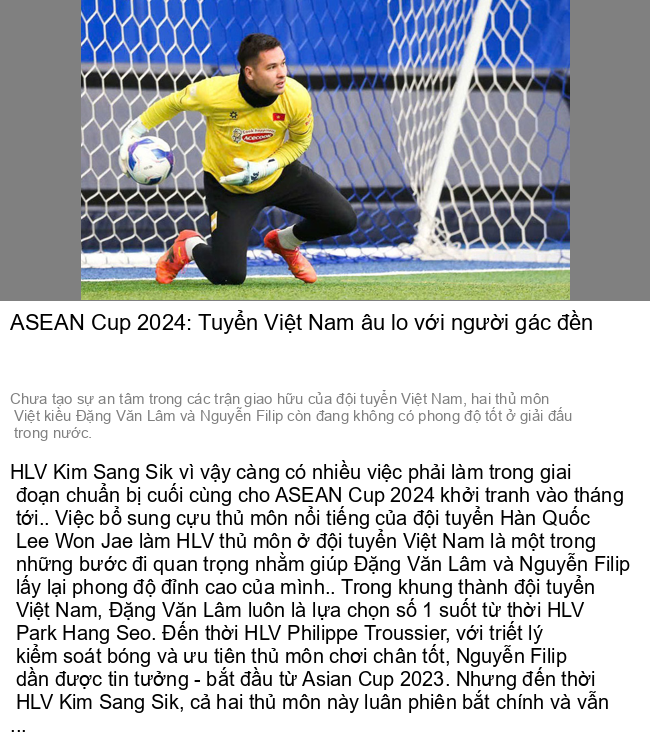 ACECOOK
ASEAN Cup 2024: Tuyển Việt Nam âu lo với người gác đền
Chưa tạo sự an tâm trong các trận giao hữu của đội tuyển Việt Nam, hai thủ môn
Việt kiều Đặng Văn Lâm và Nguyễn Filip còn đang không có phong độ tốt ở giải đấu
trong nước.
HLV Kim Sang Sik vì vậy càng có nhiều việc phải làm trong giai
đoạn chuẩn bị cuối cùng cho ASEAN Cup 2024 khởi tranh vào tháng
tới.. Việc bổ sung cựu thủ môn nổi tiếng của đội tuyển Hàn Quốc
Lee Won Jae làm HLV thủ môn ở đội tuyển Việt Nam là một trong
những bước đi quan trọng nhằm giúp Đặng Văn Lâm và Nguyễn Filip
lấy lại phong độ đỉnh cao của mình.. Trong khung thành đội tuyển
Việt Nam, Đặng Văn Lâm luôn là lựa chọn số 1 suốt từ thời HLV
Park Hang Seo. Đến thời HLV Philippe Troussier, với triết lý
kiểm soát bóng và ưu tiên thủ môn chơi chân tốt, Nguyễn Filip
dần được tin tưởng - bắt đầu từ Asian Cup 2023. Nhưng đến thời
HLV Kim Sang Sik, cả hai thủ môn này luân phiên bắt chính và vẫn
...